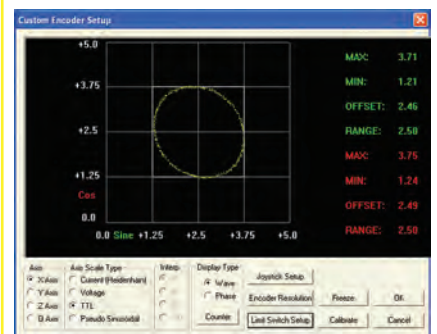 Custom Encoder Setup
+5.0
+3.75
+2.5
+1.25
Cos
0.0
0.0 Sine +1.25 +2.5 +3.75 +5.0
MAX: 3.71
MIN: 1.21
OFFSET: 2.46
RANGE: 2.50
MAX: 3.75
MIN: 1.24
OFFSET: 2.49
RANGE: 2.50
Axis
X Axis
Y Axis
Z Axis
Q Axis
Axis Scale Type
Current (Heidenhain)
Voltage
TTL
Pseudo Sinusoidal
Interp.
Display Type
Wave
Phase
Counter
Joystick Setup
Encoder Resolution
Limit Switch Setup
Freeze
Calibrate
OK
Cancel